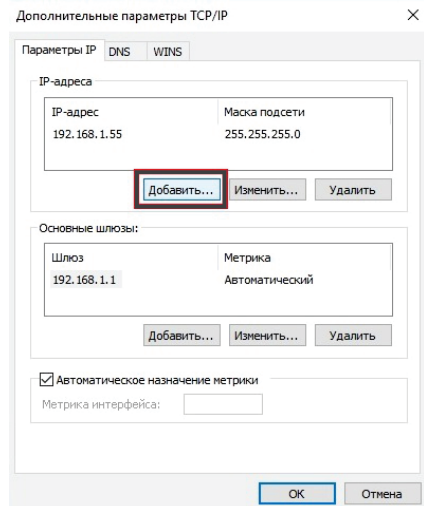 Дополнительные параметры TCP/IP
Параметры IP DNS WINS
IP-адреса
IP-адрес Маска подсети
192.168.1.55 255.255.255.0
Добавить... Изменить... Удалить
Основные шлюзы:
Шлюз Метрика
192.168.1.1 Автоматический
Добавить... Изменить... Удалить
Автоматическое назначение метрики
Метрика интерфейса:
OK Отмена